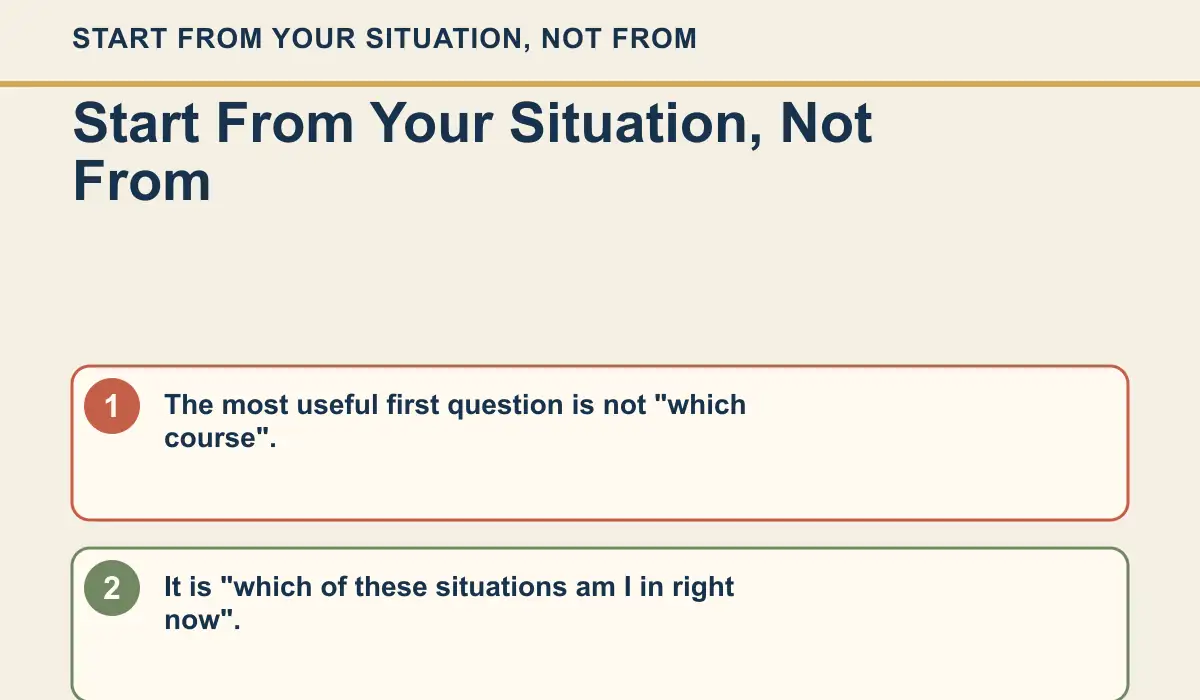 START FROM YOUR SITUATION, NOT FROM
Start From Your Situation, Not
From
1
The most useful first question is not "which
course".
2
It is "which of these situations am I in right
now".